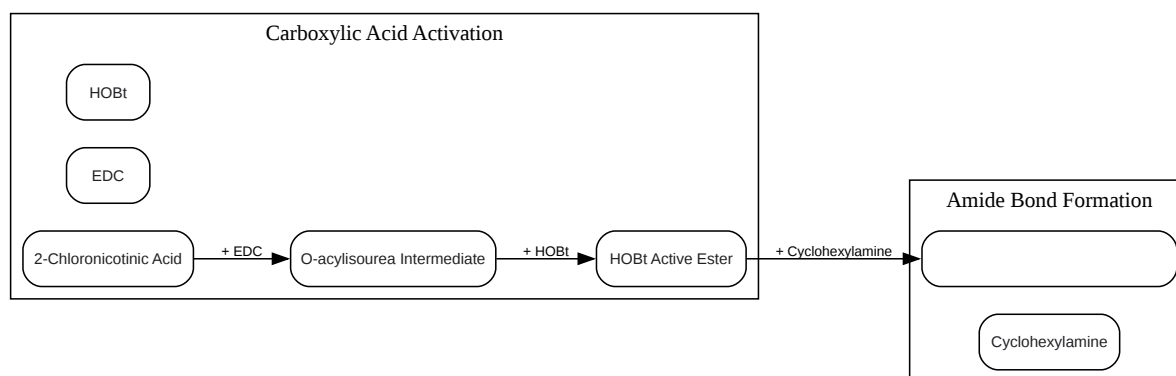 Carboxylic Acid Activation
HOBt
EDC
2-Chloronicotinic Acid
+ EDC
O-acylisourea Intermediate
+ HOBt
HOBt Active Ester
+ Cyclohexylamine
Amide Bond Formation
Cyclohexylamine